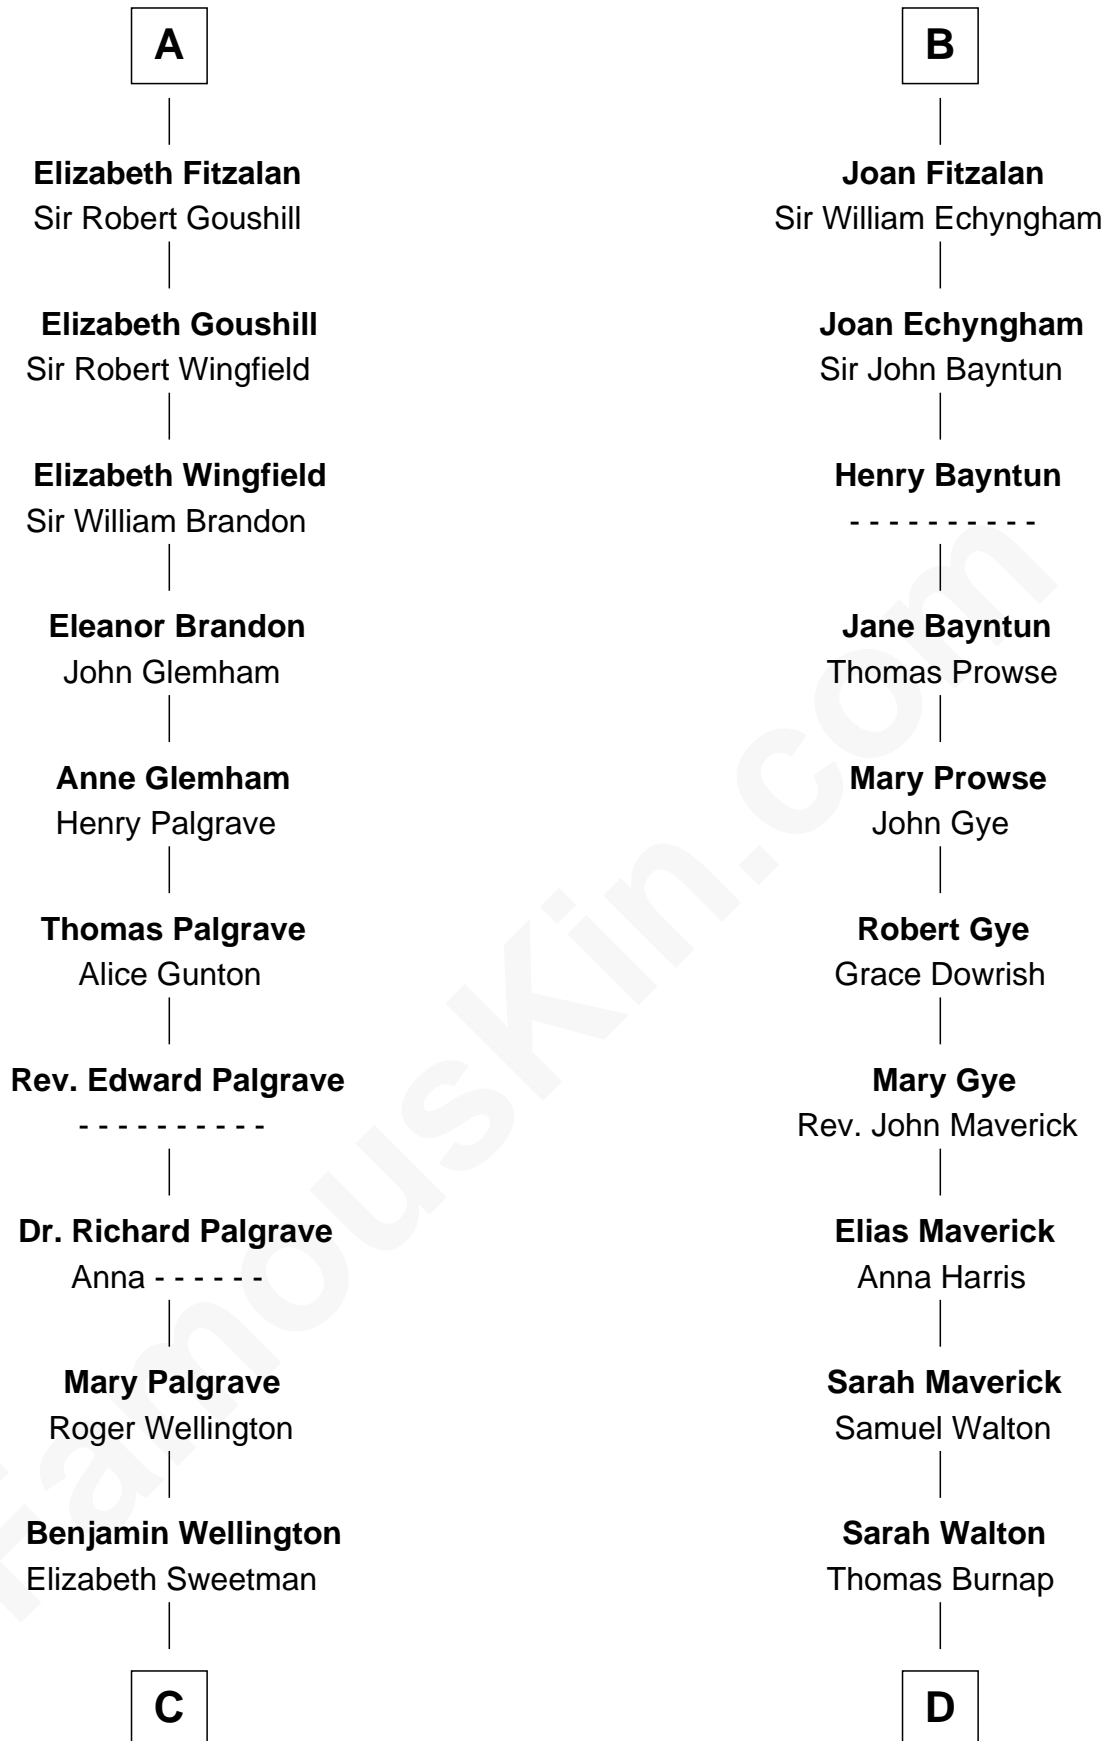 A
Elizabeth Fitzalan
Sir Robert Goushill
Elizabeth Goushill
Sir Robert Wingfield
Elizabeth Wingfield
Sir William Brandon
Eleanor Brandon
John Glemham
Anne Glemham
Henry Palgrave
Thomas Palgrave
Alice Gunton
Rev. Edward Palgrave
- - - - - - - - - -
Dr. Richard Palgrave
Anna - - - - - -
Mary Palgrave
Roger Wellington
Benjamin Wellington
Elizabeth Sweetman
C
B
Joan Fitzalan
Sir William Echyngham
Joan Echyngham
Sir John Bayntun
Henry Bayntun
- - - - - - - - - -
Jane Bayntun
Thomas Prowse
Mary Prowse
John Gye
Robert Gye
Grace Dowrish
Mary Gye
Rev. John Maverick
Elias Maverick
Anna Harris
Sarah Maverick
Samuel Walton
Sarah Walton
Thomas Burnap
D
FamousKin.com